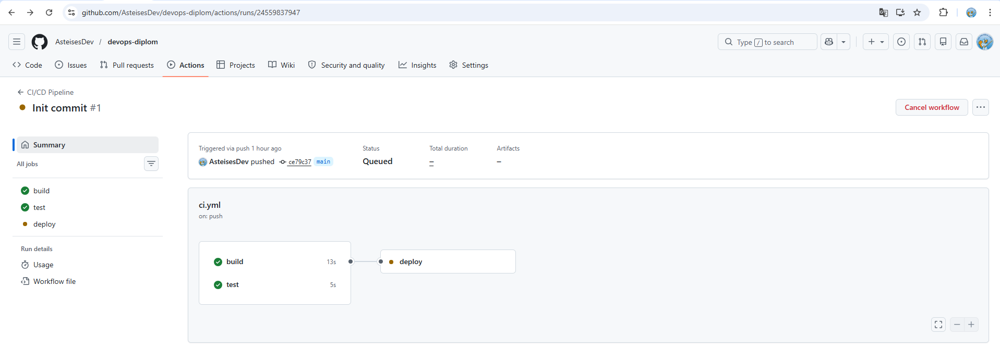 github.com/AsteisesDev/devops-diplom/actions/runs/24559837947
AsteisesDev / devops-diplom
Type / to search
Code Issues Pull requests Actions Projects Wiki Security and quality Insights Settings
CI/CD Pipeline
Init commit #1
Cancel workflow
Summary
All jobs
build
test
deploy
Run details
Usage
Workflow file
Triggered via push 1 hour ago
AsteisesDev pushed ce79c37 main
Status
Queued
Total duration
–
Artifacts
–
ci.yml
on: push
build 13s
test 5s
deploy